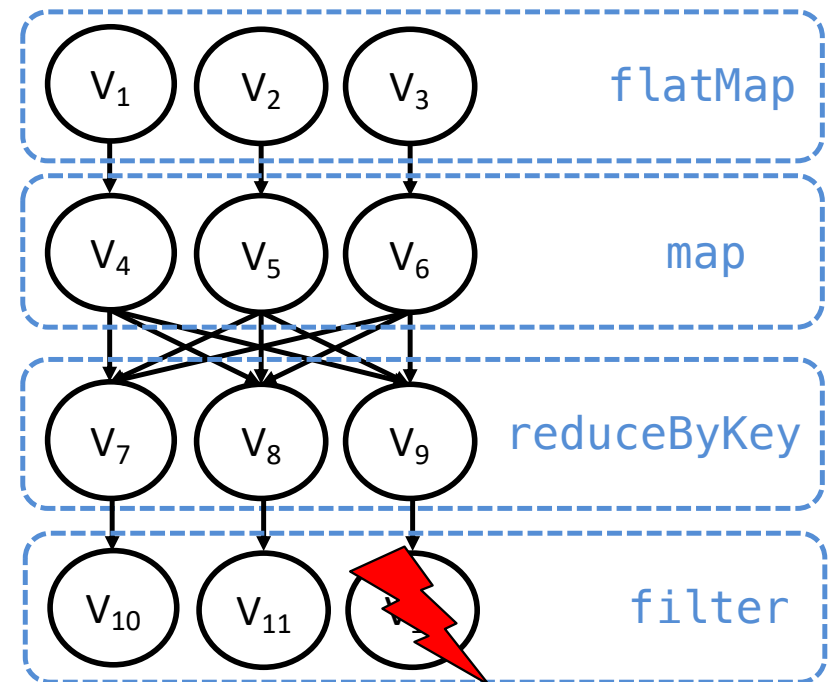 V₁ V₂ V₃ flatMap
V₄ V₅ V₆ map
V₇ V₈ V₉ reduceByKey
V₁₀ V₁₁ filter